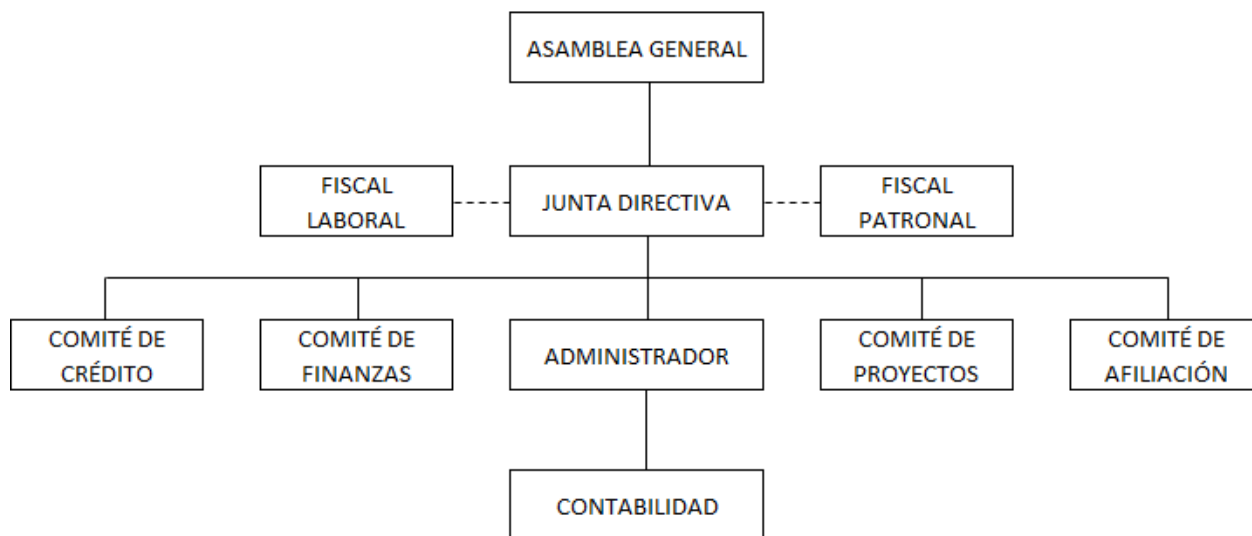 ASAMBLEA GENERAL
FISCAL
LABORAL
JUNTA DIRECTIVA
FISCAL
PATRONAL
COMITÉ DE
CRÉDITO
COMITÉ DE
FINANZAS
ADMINISTRADOR
COMITÉ DE
PROYECTOS
COMITÉ DE
AFILIACIÓN
CONTABILIDAD